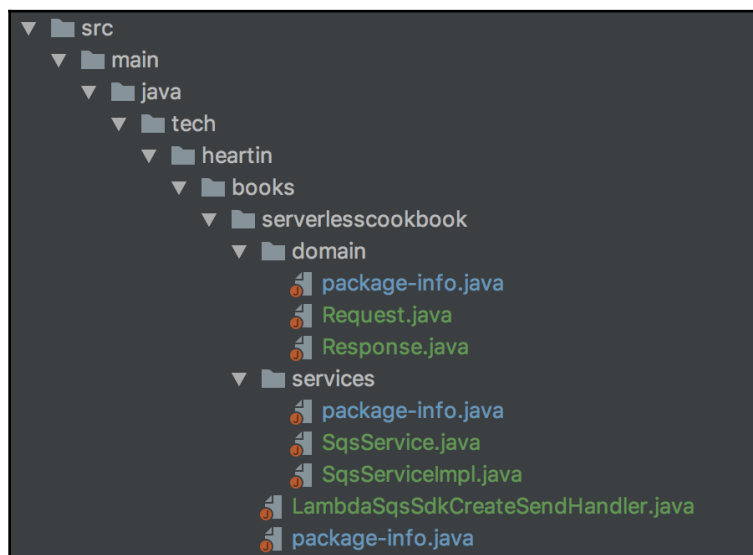 src
main
java
tech
heartin
books
serverlesscookbook
domain
package-info.java
Request.java
Response.java
services
package-info.java
SqsService.java
SqsServiceImpl.java
LambdaSqsSdkCreateSendHandler.java
package-info.java